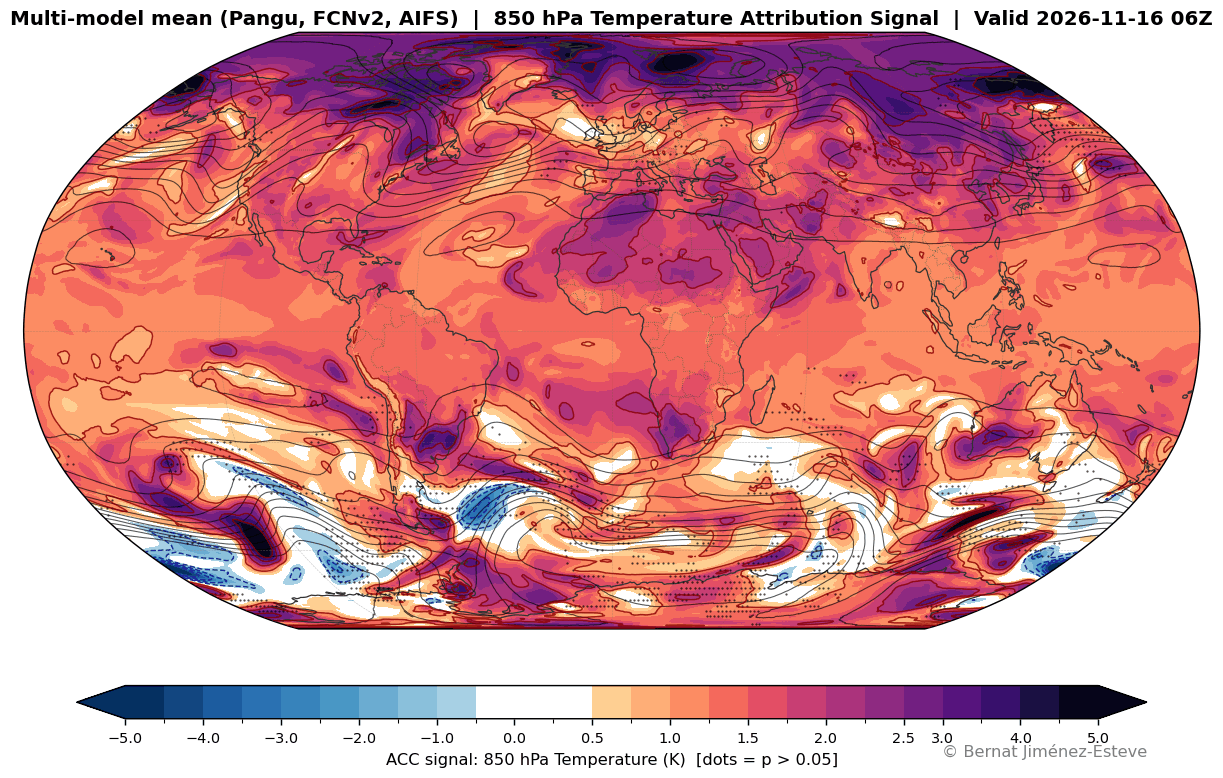 Multi-model mean (Pangu, FCNv2, AIFS)  |  850 hPa Temperature Attribution Signal  |  Valid 2026-11-16 06Z
−5.0 −4.0 −3.0 −2.0 −1.0 0.0 0.5 1.0 1.5 2.0 2.5 3.0 4.0 5.0
© Bernat Jiménez-Esteve
ACC signal: 850 hPa Temperature (K)  [dots = p > 0.05]